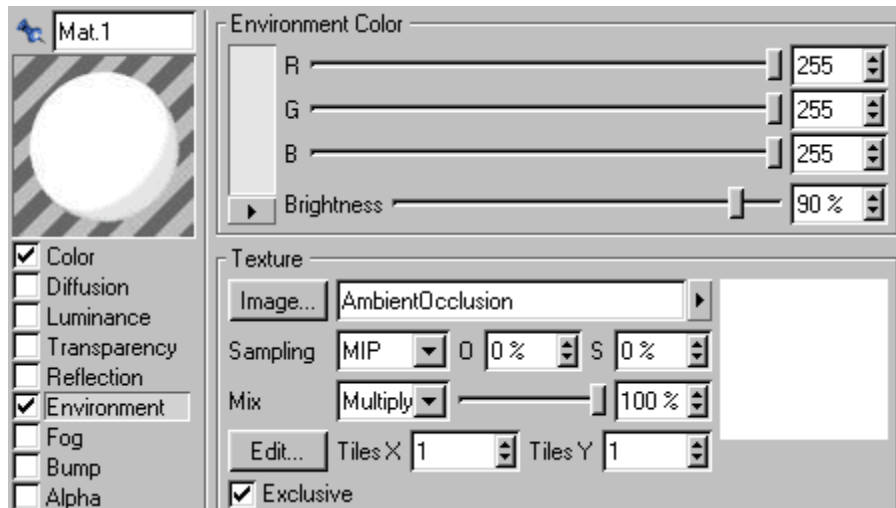 Mat.1
Color
Diffusion
Luminance
Transparency
Reflection
Environment
Fog
Bump
Alpha
Environment Color
R 255
G 255
B 255
Brightness 90 %
Texture
Image... AmbientOcclusion
Sampling MIP O 0 % S 0 %
Mix Multiply 100 %
Edit... Tiles X 1 Tiles Y 1
Exclusive